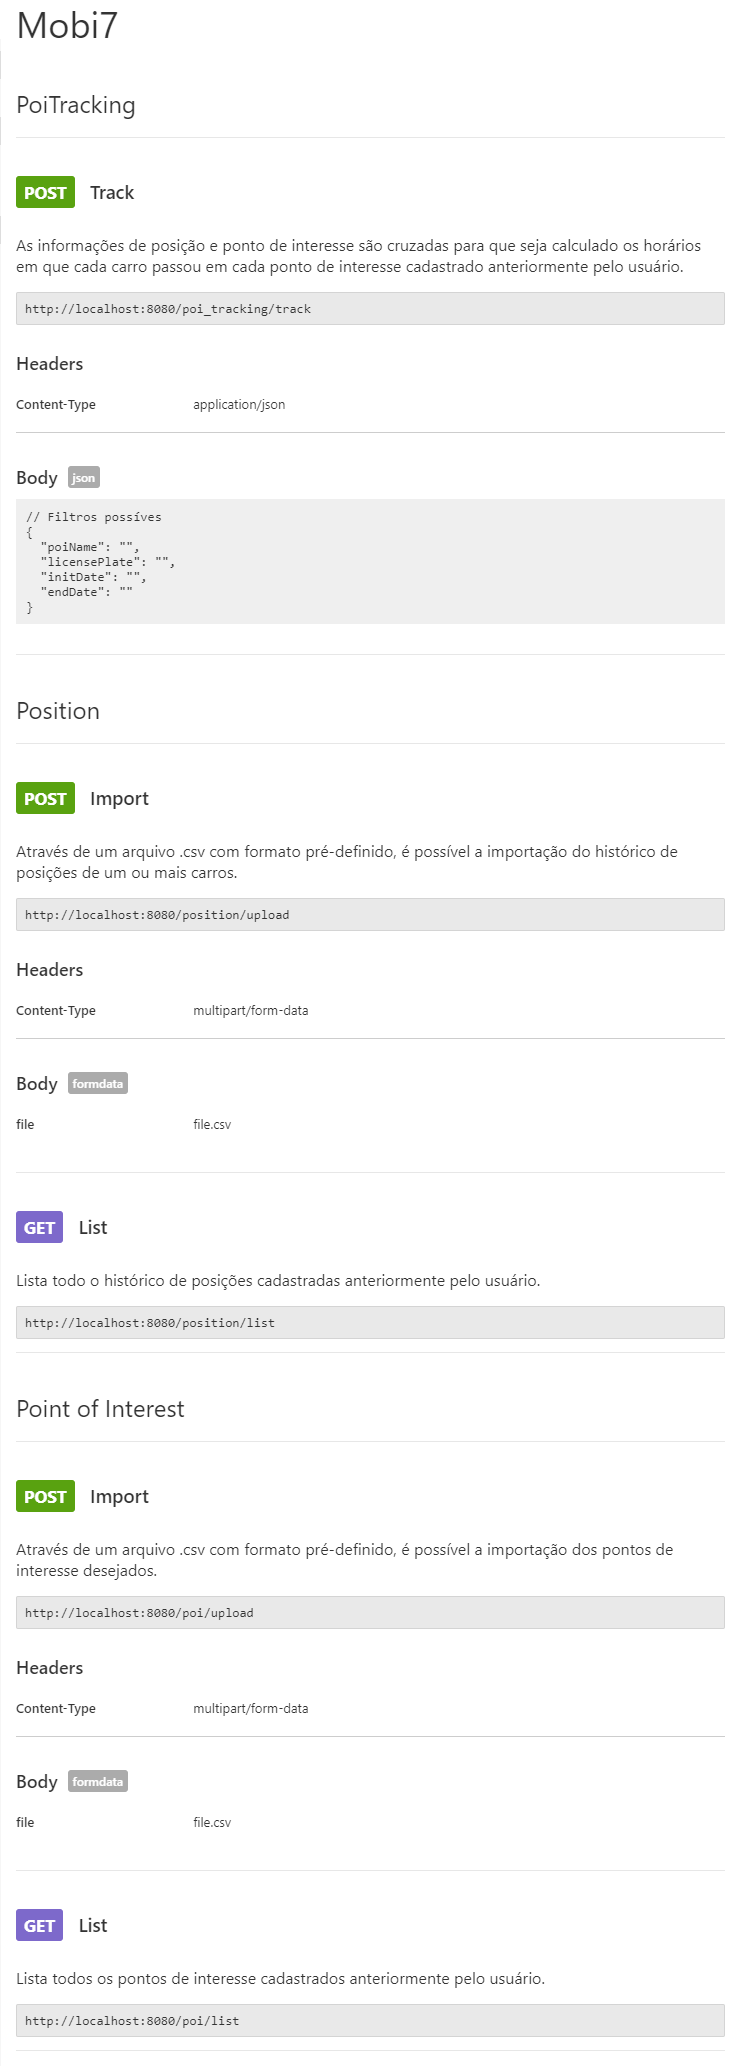 Mobi7
PoiTracking
POST Track
As informações de posição e ponto de interesse são cruzadas para que seja calculado os horários
em que cada carro passou em cada ponto de interesse cadastrado anteriormente pelo usuário.
http://localhost:8080/poi_tracking/track
Headers
Content-Type application/json
Body json
// Filtros possíves
{
  "poiName": "",
  "licensePlate": "",
  "initDate": "",
  "endDate": ""
}
Position
POST Import
Através de um arquivo .csv com formato pré-definido, é possível a importação do histórico de
posições de um ou mais carros.
http://localhost:8080/position/upload
Headers
Content-Type multipart/form-data
Body formdata
file file.csv
GET List
Lista todo o histórico de posições cadastradas anteriormente pelo usuário.
http://localhost:8080/position/list
Point of Interest
POST Import
Através de um arquivo .csv com formato pré-definido, é possível a importação dos pontos de
interesse desejados.
http://localhost:8080/poi/upload
Headers
Content-Type multipart/form-data
Body formdata
file file.csv
GET List
Lista todos os pontos de interesse cadastrados anteriormente pelo usuário.
http://localhost:8080/poi/list